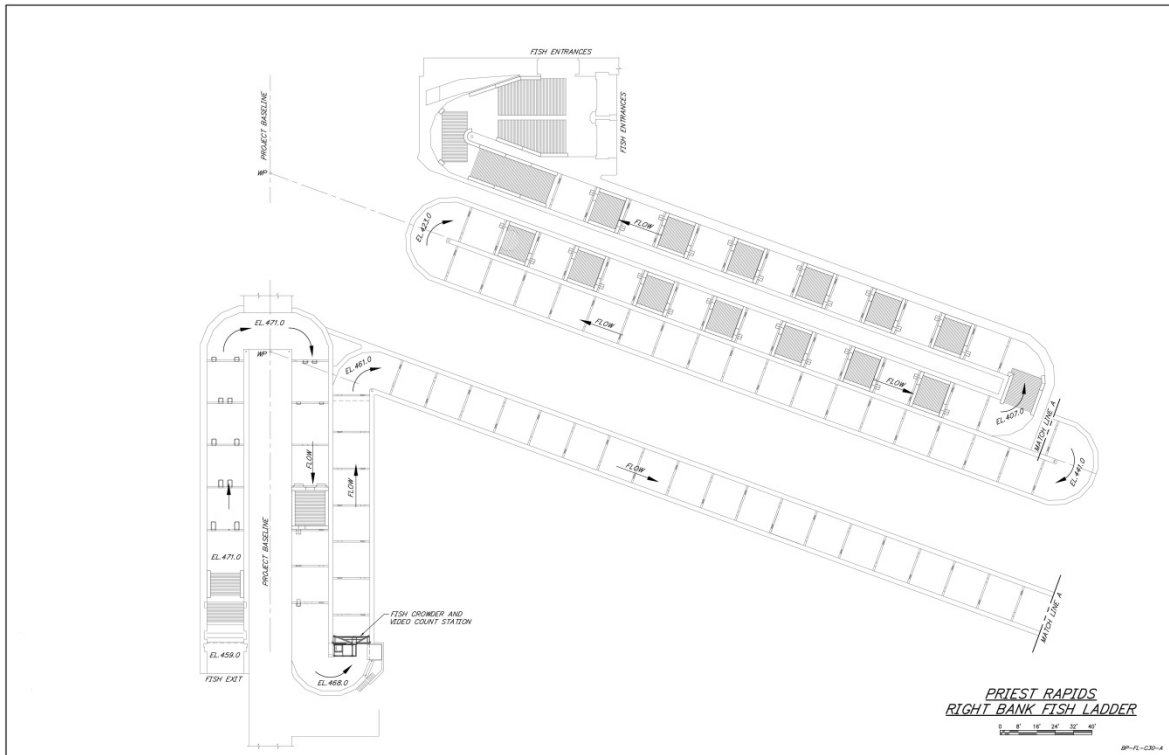 FISH ENTRANCES
FISH ENTRANCES
PROJECT BASELINE
WP
FLOW
EL.423.0
FLOW
FLOW
EL.407.0
MATCH LINE A
EL.441.0
EL.471.0
WP
EL.461.0
FLOW
FLOW
FLOW
PROJECT BASELINE
EL.471.0
MATCH LINE A
FISH CROWDER AND
VIDEO COUNT STATION
EL.459.0
FISH EXIT
EL.468.0
PRIEST RAPIDS
RIGHT BANK FISH LADDER
0 8' 16' 24' 32' 40'